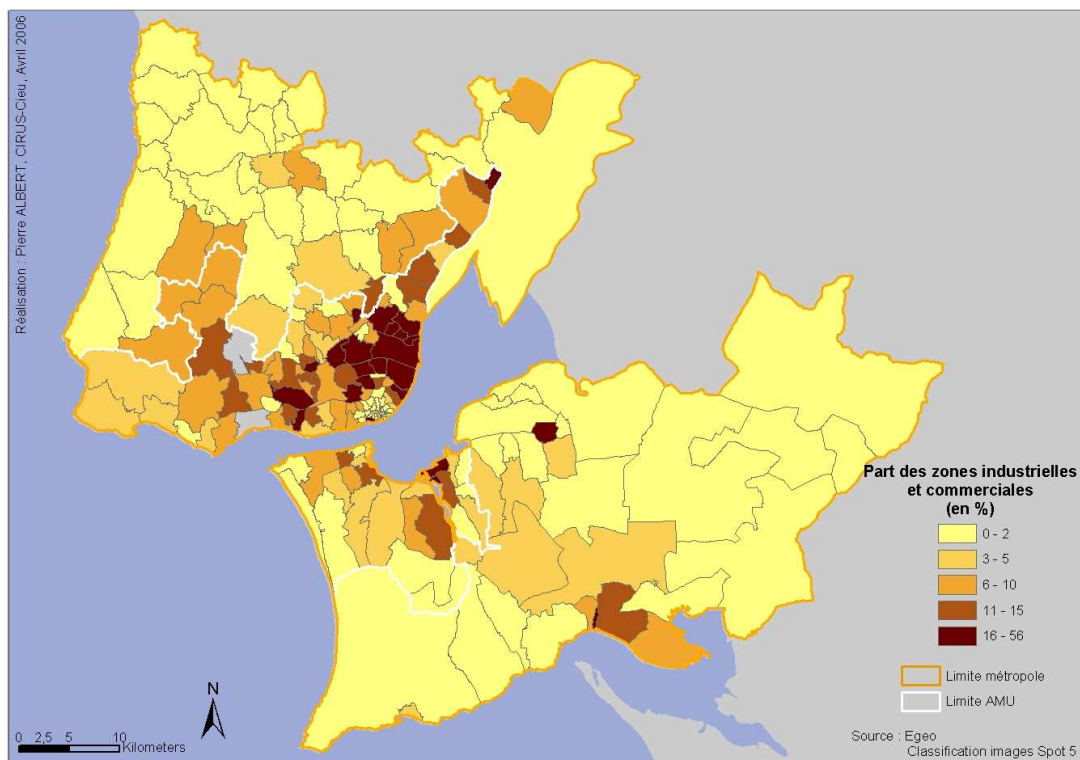 Réalisation : Pierre ALBERT, CIRUS-Cieu, Avril 2006
Part des zones industrielles
et commerciales
(en %)
0 - 2
3 - 5
6 - 10
11 - 15
16 - 56
Limite métropole
Limite AMU
N
0 2,5 5 10
Kilometers
Source : Egeo
Classification images Spot 5